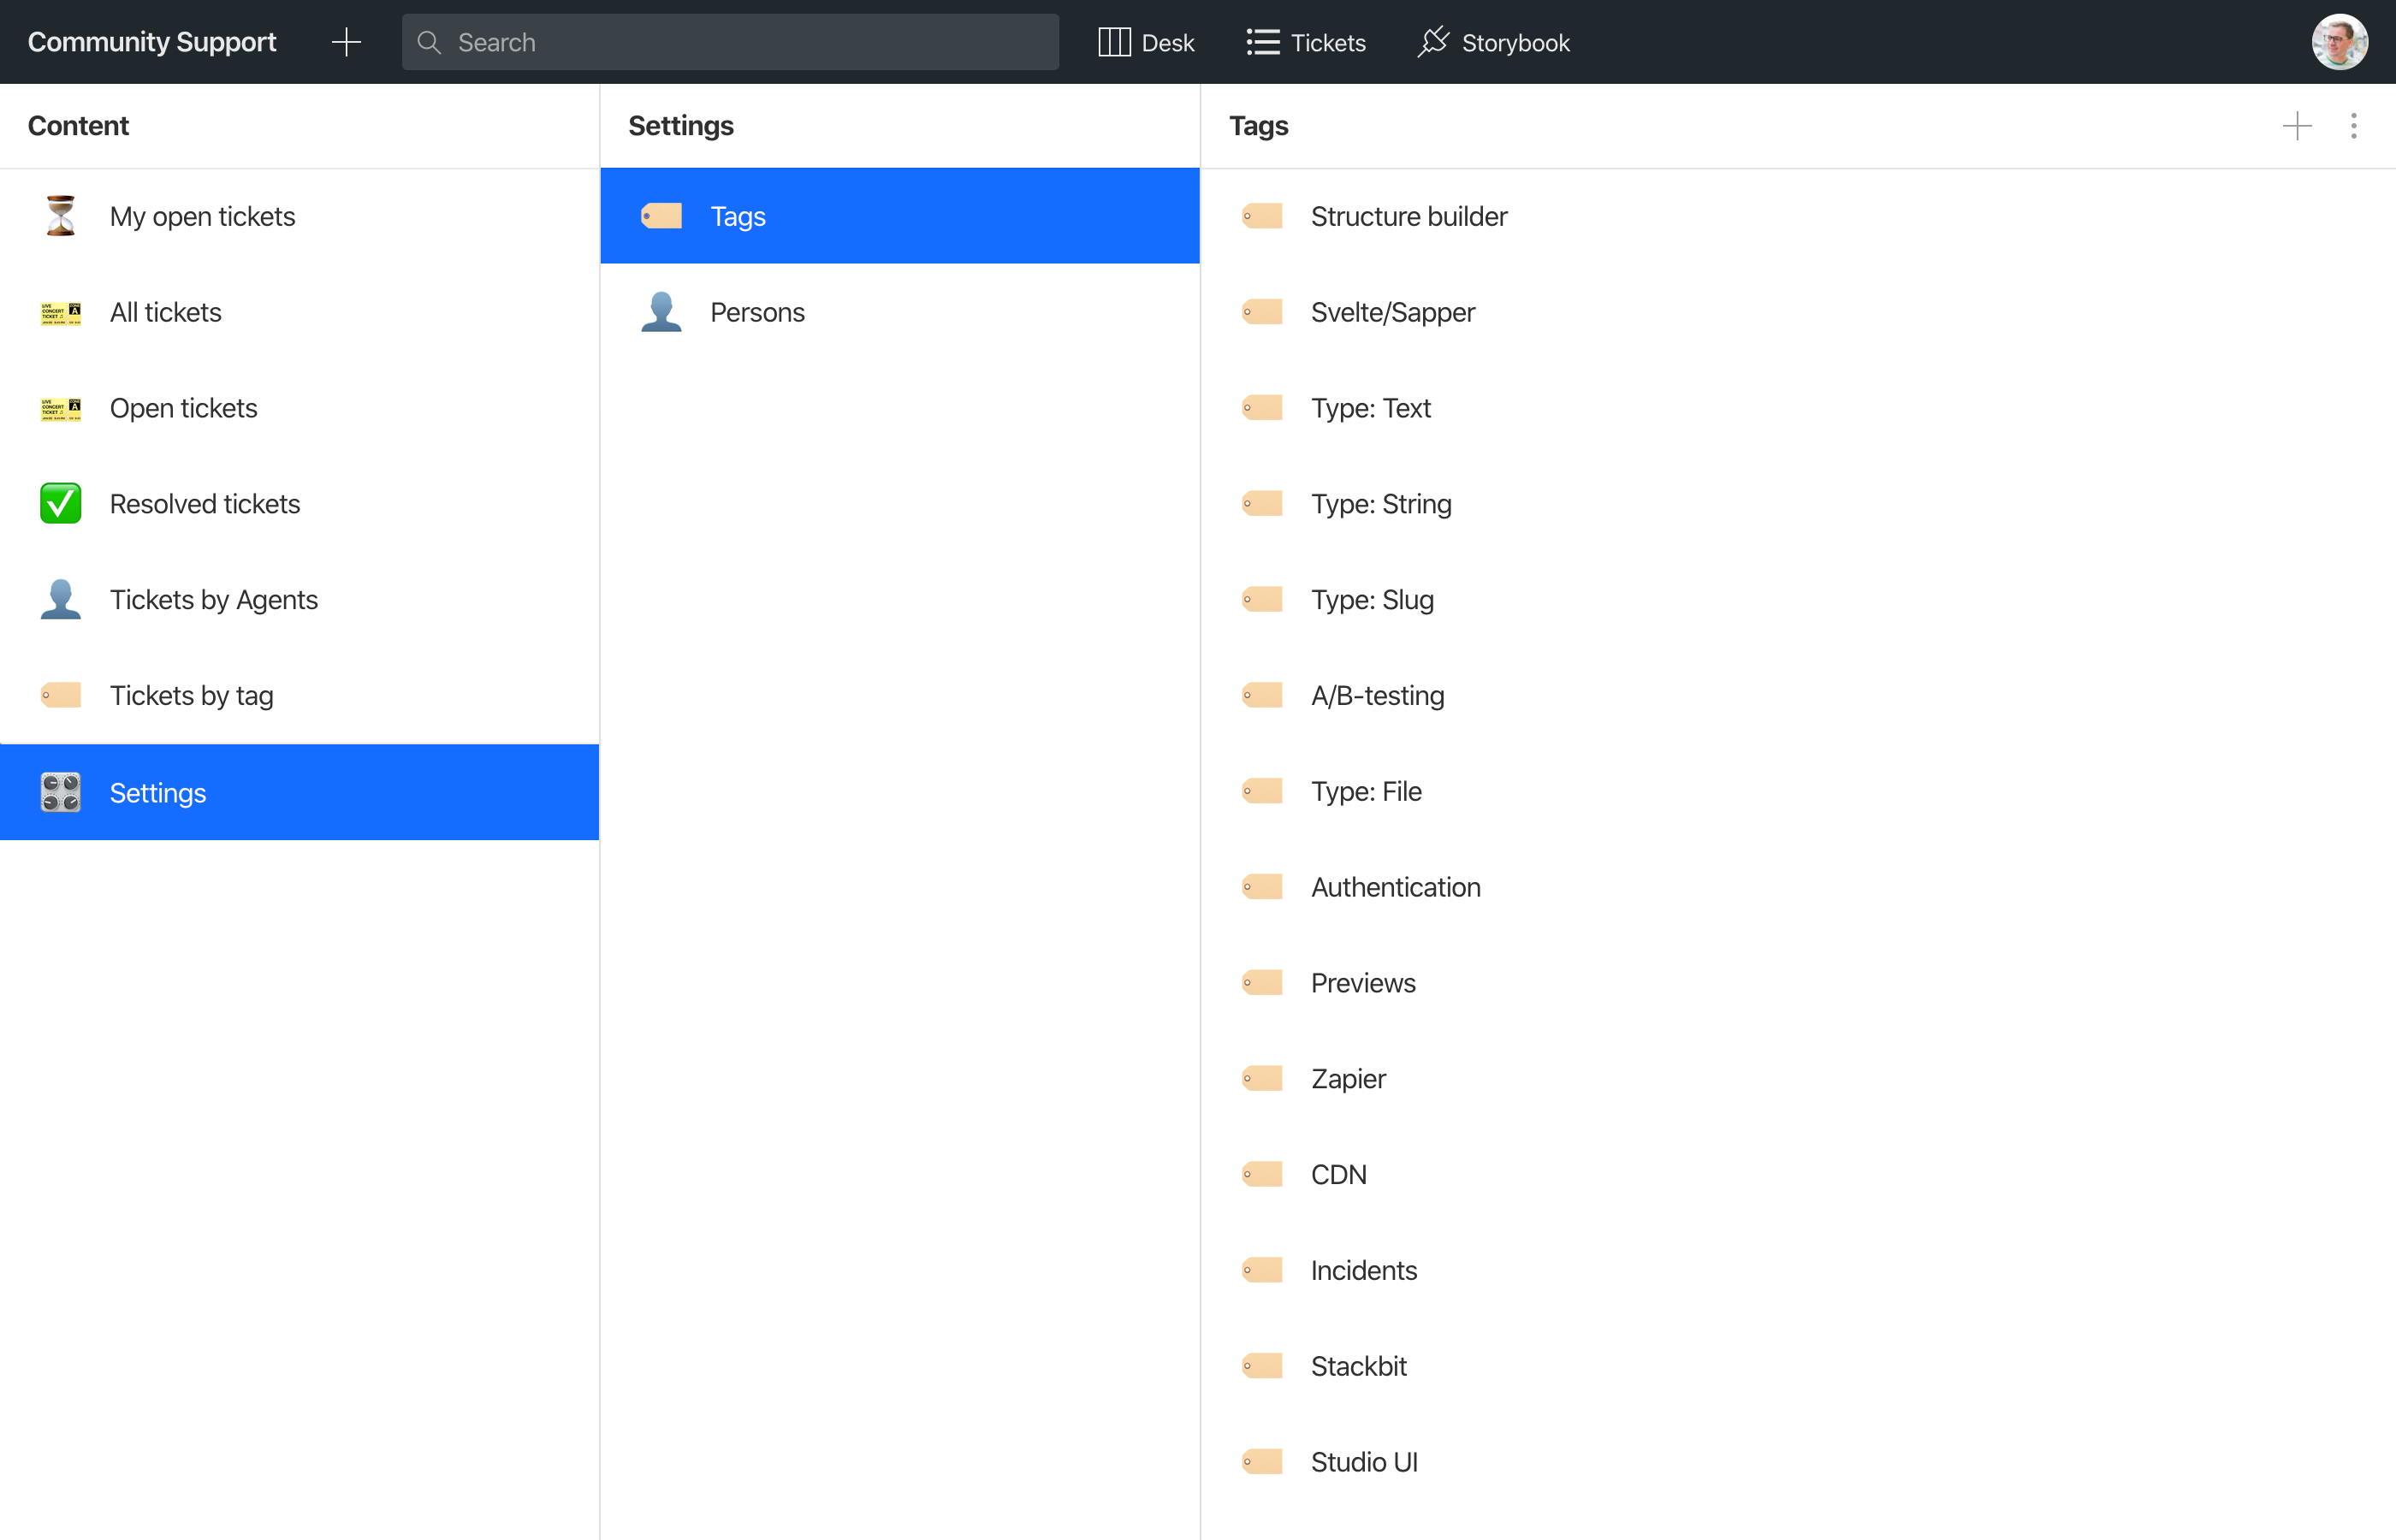 Community Support
Search
Desk
Tickets
Storybook
Content
My open tickets
All tickets
Open tickets
Resolved tickets
Tickets by Agents
Tickets by tag
Settings
Settings
Tags
Persons
Tags
Structure builder
Svelte/Sapper
Type: Text
Type: String
Type: Slug
A/B-testing
Type: File
Authentication
Previews
Zapier
CDN
Incidents
Stackbit
Studio UI